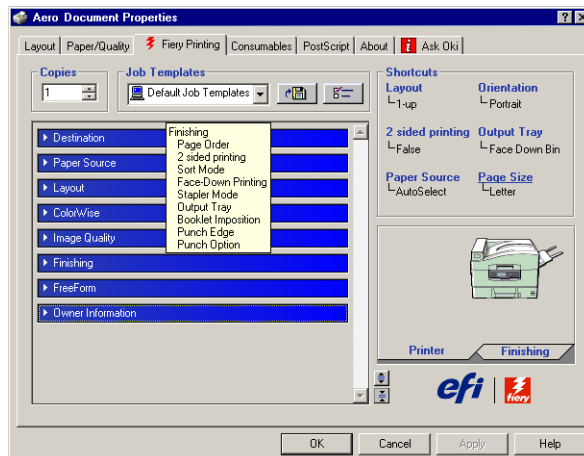 Aero Document Properties
Layout
Paper/Quality
Fiery Printing
Consumables
PostScript
About
Ask Oki
Copies
1
Job Templates
Default Job Templates
Destination
Paper Source
Layout
ColorWise
Image Quality
Finishing
FreeForm
Owner Information
Finishing
Page Order
2 sided printing
Sort Mode
Face-Down Printing
Stapler Mode
Output Tray
Booklet Imposition
Punch Edge
Punch Option
Shortcuts
Layout
1-up
Orientation
Portrait
2 sided printing
False
Output Tray
Face Down Bin
Paper Source
AutoSelect
Page Size
Letter
Printer
Finishing
efi
fiery
OK
Cancel
Apply
Help